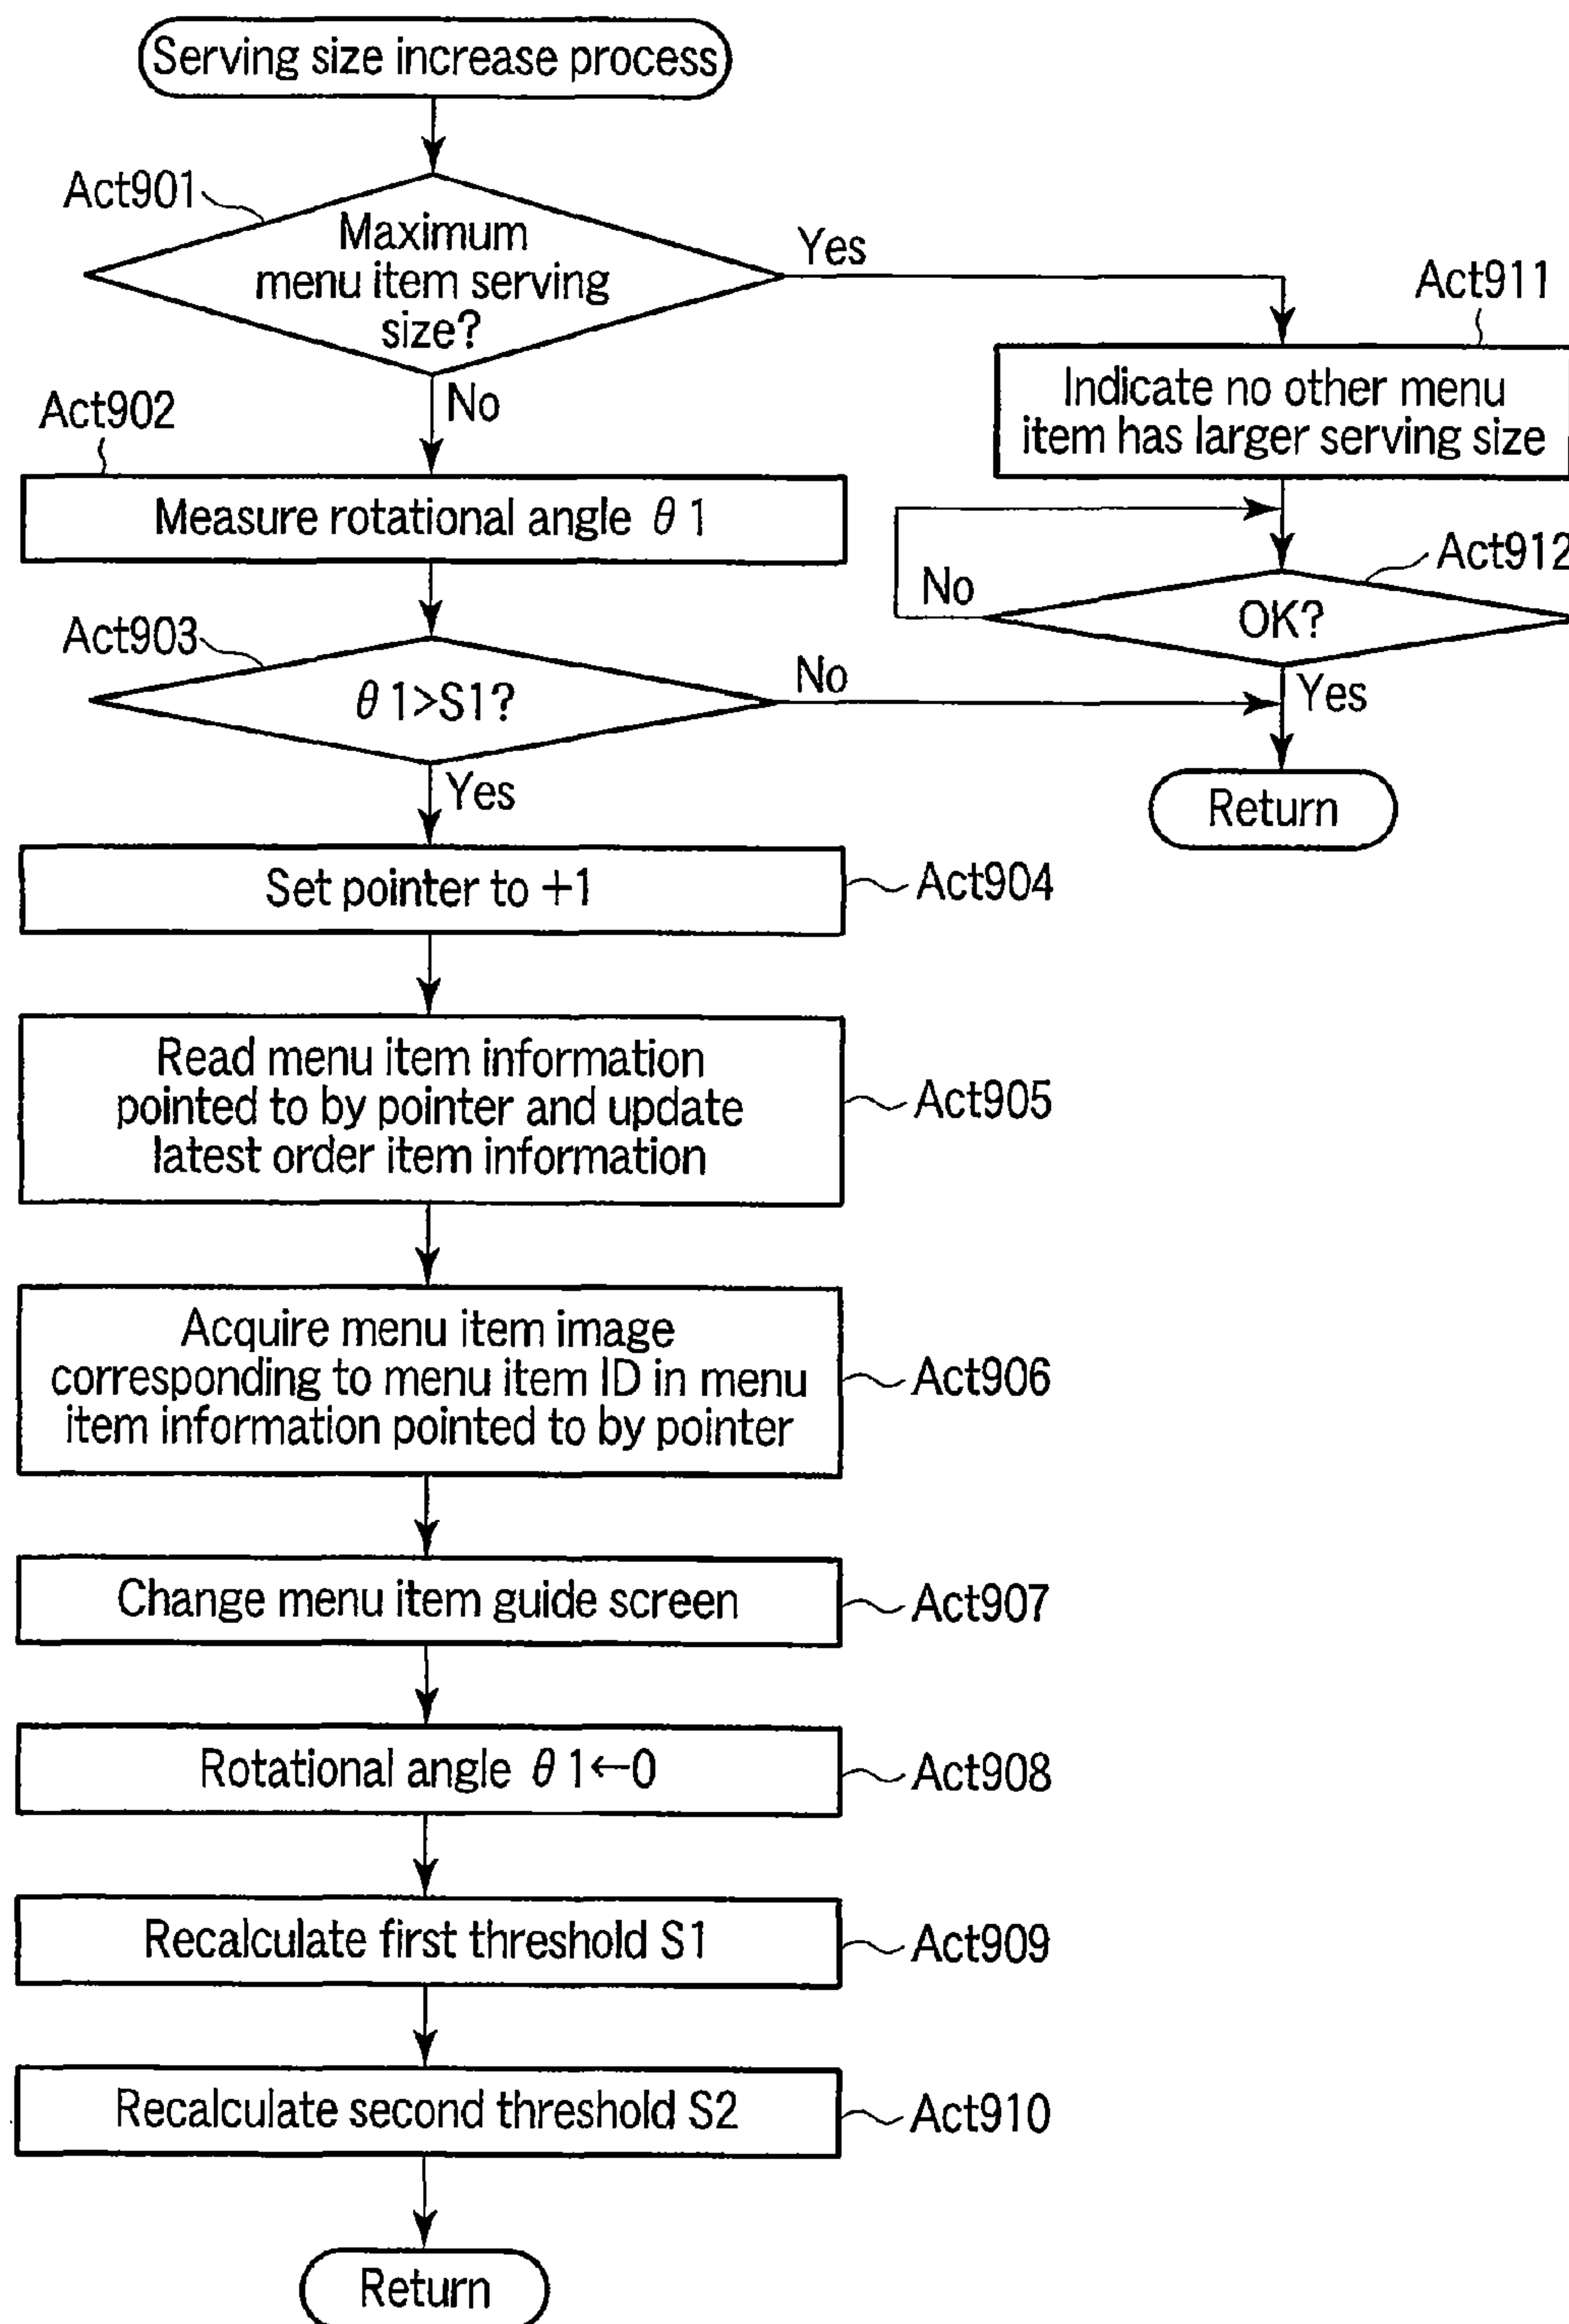 Serving size increase process
Act901
Maximum
menu item serving
size?
Yes
No
Act911
Indicate no other menu
item has larger serving size
Act902
Measure rotational angle θ 1
Act912
No
OK?
Yes
Return
Act903
θ 1>S1?
No
Yes
Set pointer to +1
Act904
Read menu item information
pointed to by pointer and update
latest order item information
Act905
Acquire menu item image
corresponding to menu item ID in menu
item information pointed to by pointer
Act906
Change menu item guide screen
Act907
Rotational angle θ 1←0
Act908
Recalculate first threshold S1
Act909
Recalculate second threshold S2
Act910
Return